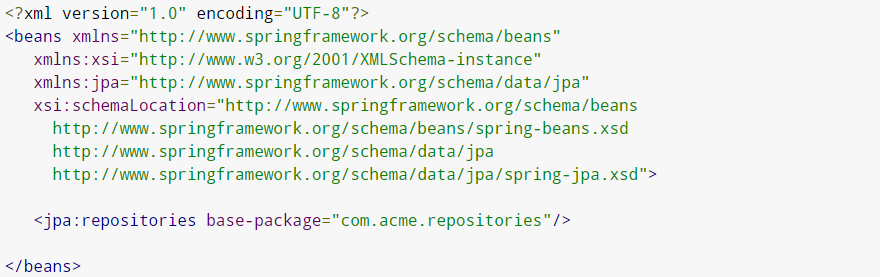 <?xml version="1.0" encoding="UTF-8"?>
<beans xmlns="http://www.springframework.org/schema/beans"
   xmlns:xsi="http://www.w3.org/2001/XMLSchema-instance"
   xmlns:jpa="http://www.springframework.org/schema/data/jpa"
   xsi:schemaLocation="http://www.springframework.org/schema/beans
     http://www.springframework.org/schema/beans/spring-beans.xsd
     http://www.springframework.org/schema/data/jpa
     http://www.springframework.org/schema/data/jpa/spring-jpa.xsd">

   <jpa:repositories base-package="com.acme.repositories"/>

</beans>